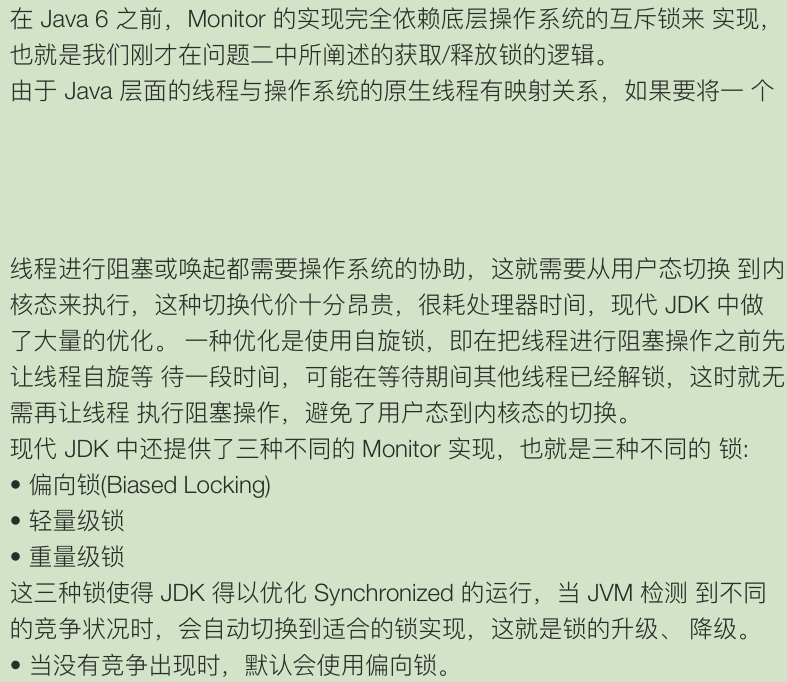 在 Java 6 之前，Monitor 的实现完全依赖底层操作系统的互斥锁来 实现，
也就是我们刚才在问题二中所阐述的获取/释放锁的逻辑。
由于 Java 层面的线程与操作系统的原生线程有映射关系，如果要将一 个
线程进行阻塞或唤起都需要操作系统的协助，这就需要从用户态切换 到内
核态来执行，这种切换代价十分昂贵，很耗处理器时间，现代 JDK 中做
了大量的优化。 一种优化是使用自旋锁，即在把线程进行阻塞操作之前先
让线程自旋等 待一段时间，可能在等待期间其他线程已经解锁，这时就无
需再让线程 执行阻塞操作，避免了用户态到内核态的切换。
现代 JDK 中还提供了三种不同的 Monitor 实现，也就是三种不同的 锁:
• 偏向锁(Biased Locking)
• 轻量级锁
• 重量级锁
这三种锁使得 JDK 得以优化 Synchronized 的运行，当 JVM 检测 到不同
的竞争状况时，会自动切换到适合的锁实现，这就是锁的升级、 降级。
• 当没有竞争出现时，默认会使用偏向锁。